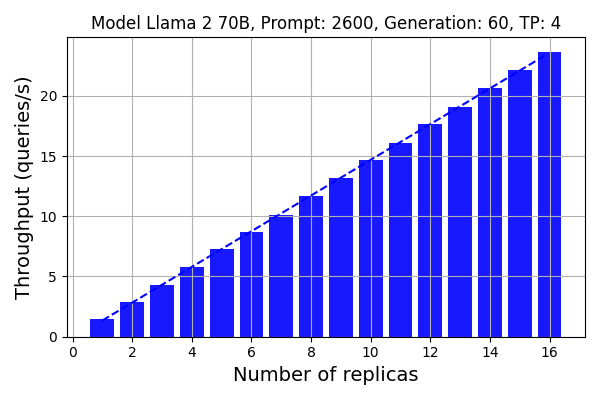 Model Llama 2 70B, Prompt: 2600, Generation: 60, TP: 4
Throughput (queries/s)
20
15
10
5
0
0 2 4 6 8 10 12 14 16
Number of replicas